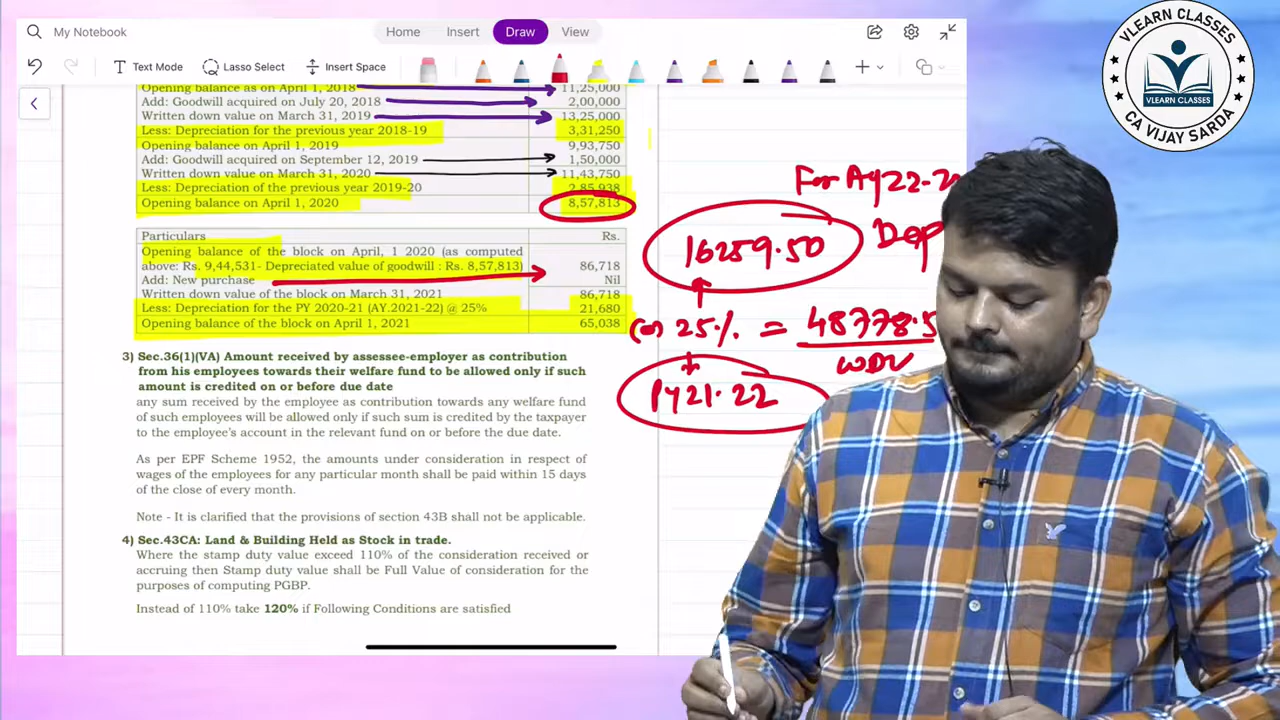 My Notebook
Home Insert Draw View
Text Mode Lasso Select Insert Space
Opening balance as on April 1, 2018 11,25,000
Add: Goodwill acquired on July 20, 2018 2,00,000
Written down value on March 31, 2019 13,25,000
Less: Depreciation for the previous year 2018-19 3,31,250
Opening balance on April 1, 2019 9,93,750
Add: Goodwill acquired on September 12, 2019 1,50,000
Written down value on March 31, 2020 11,43,750
Less: Depreciation of the previous year 2019-20 2,85,938
Opening balance on April 1, 2020 8,57,813
Particulars Rs.
Opening balance of the block on April, 1 2020 (as computed
above: Rs. 9,44,531- Depreciated value of goodwill : Rs. 8,57,813) 86,718
Add: New purchase Nil
Written down value of the block on March 31, 2021 86,718
Less: Depreciation for the PY 2020-21 (AY.2021-22) @ 25% 21,680
Opening balance of the block on April 1, 2021 65,038
3) Sec.36(1)(VA) Amount received by assessee-employer as contribution
from his employees towards their welfare fund to be allowed only if such
amount is credited on or before due date
any sum received by the employee as contribution towards any welfare fund
of such employees will be allowed only if such sum is credited by the taxpayer
to the employee's account in the relevant fund on or before the due date.
As per EPF Scheme 1952, the amounts under consideration in respect of
wages of the employees for any particular month shall be paid within 15 days
of the close of every month.
Note - It is clarified that the provisions of section 43B shall not be applicable.
4) Sec.43CA: Land & Building Held as Stock in trade.
Where the stamp duty value exceed 110% of the consideration received or
accruing then Stamp duty value shall be Full Value of consideration for the
purposes of computing PGBP.
Instead of 110% take 120% if Following Conditions are satisfied
For AY22-2
16259.50 Dep
25% = 48778.5
WDV
PY21.22
VLEARN CLASSES
VLEARN CLASSES
CA VIJAY SARDA